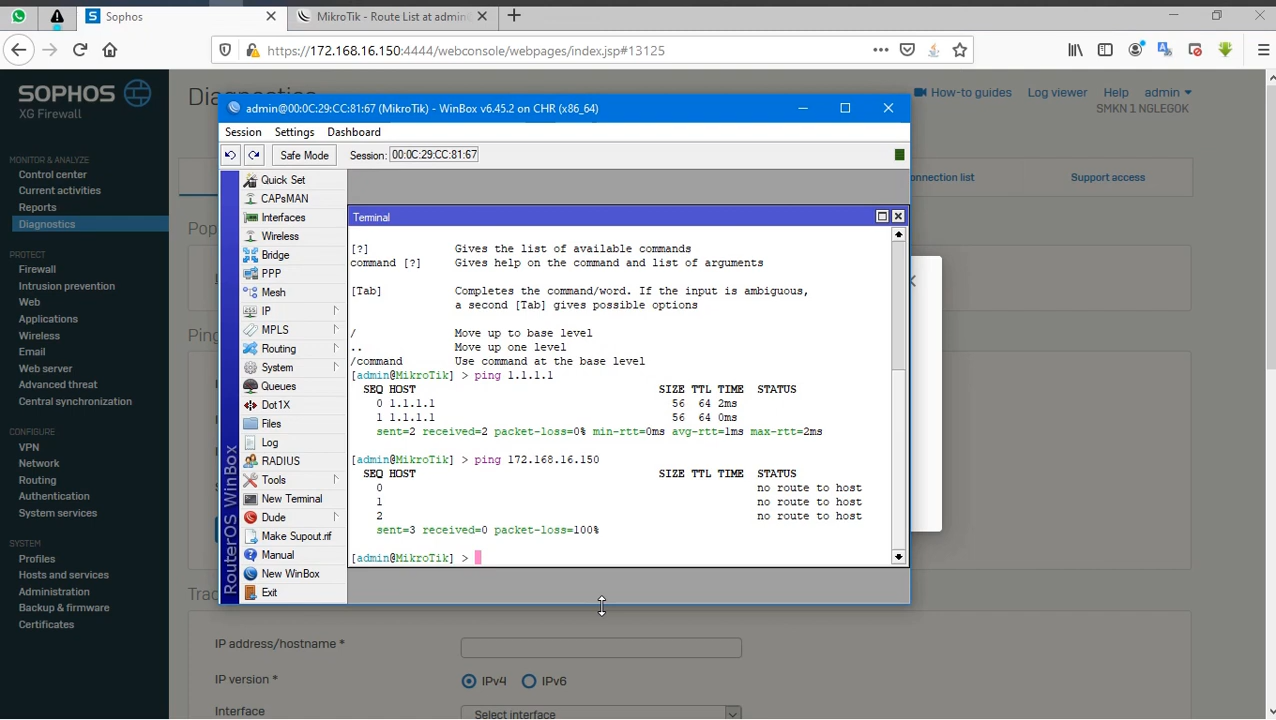 Sophos
MikroTik - Route List at admin
https://172.168.16.150:4444/webconsole/webpages/index.jsp#13125
SOPHOS
XG Firewall
MONITOR & ANALYZE
Control center
Current activities
Reports
Diagnostics
PROTECT
Firewall
Intrusion prevention
Web
Applications
Wireless
Email
Web server
Advanced threat
Central synchronization
CONFIGURE
VPN
Network
Routing
Authentication
System services
SYSTEM
Profiles
Hosts and services
Administration
Backup & firmware
Certificates
How-to guides Log viewer Help admin
SMKN 1 NGLEGOK
onnection list Support access
admin@00:0C:29:CC:81:67 (MikroTik) - WinBox v6.45.2 on CHR (x86_64)
Session Settings Dashboard
Safe Mode Session: 00:0C:29:CC:81:67
RouterOS WinBox
Quick Set
CAPsMAN
Interfaces
Wireless
Bridge
PPP
Mesh
IP
MPLS
Routing
System
Queues
Dot1X
Files
Log
RADIUS
Tools
New Terminal
Dude
Make Supout.rif
Manual
New WinBox
Exit
Terminal
[?] Gives the list of available commands
command [?] Gives help on the command and list of arguments
[Tab] Completes the command/word. If the input is ambiguous,
a second [Tab] gives possible options
/ Move up to base level
.. Move up one level
/command Use command at the base level
[admin@MikroTik] > ping 1.1.1.1
SEQ HOST SIZE TTL TIME STATUS
0 1.1.1.1 56 64 2ms
1 1.1.1.1 56 64 0ms
sent=2 received=2 packet-loss=0% min-rtt=0ms avg-rtt=1ms max-rtt=2ms
[admin@MikroTik] > ping 172.168.16.150
SEQ HOST SIZE TTL TIME STATUS
0 no route to host
1 no route to host
2 no route to host
sent=3 received=0 packet-loss=100%
[admin@MikroTik] >
IP address/hostname *
IP version * IPv4 IPv6
Interface Select interface